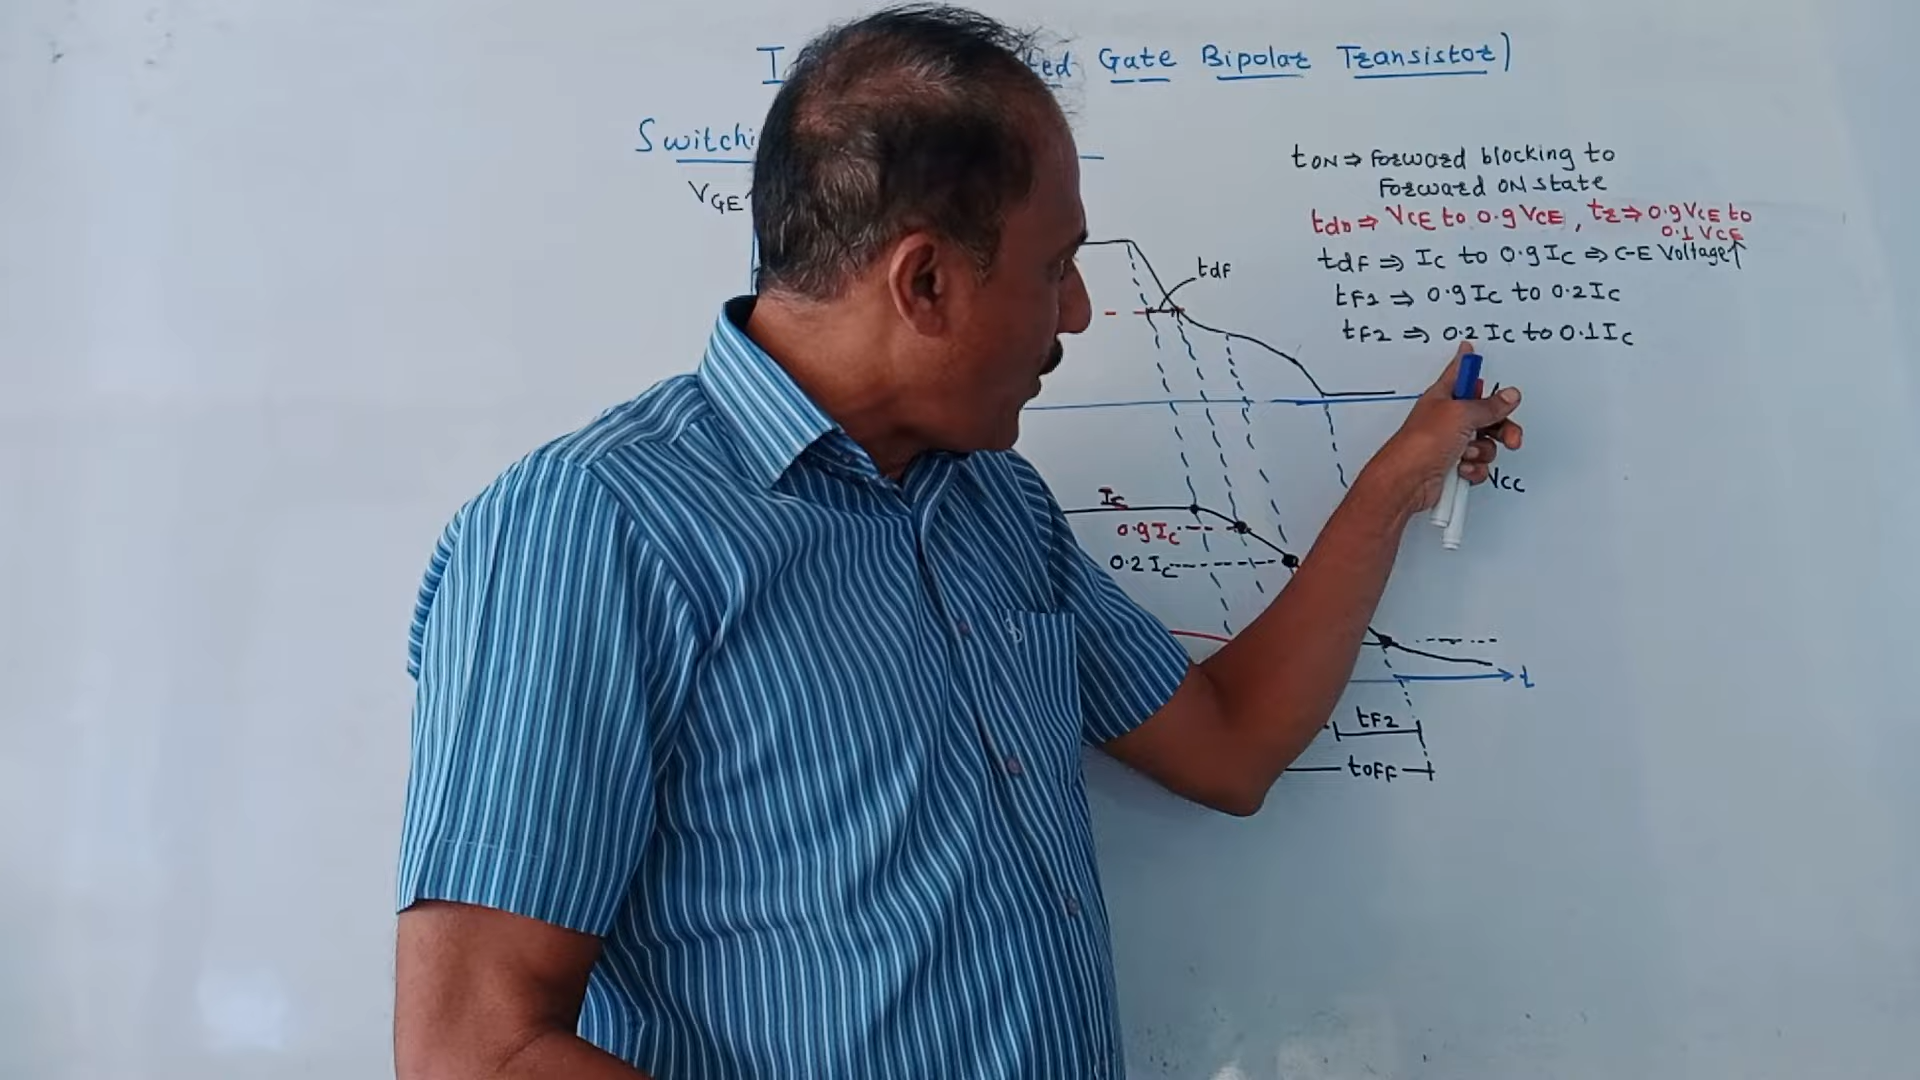 Gate Bipolar Transistor)
VGE
tON ⇒ Forward blocking to
Forward ON state
tdn ⇒ VCE to 0.9 VCE, tr ⇒ 0.9 VCE to
0.1 VCE
tdF ⇒ IC to 0.9 IC ⇒ C-E Voltage↑
tF1 ⇒ 0.9 IC to 0.2 IC
tF2 ⇒ 0.2 IC to 0.1 IC
tdF
VCC
IC
0.9 IC
0.2 IC
t
tF2
tOFF